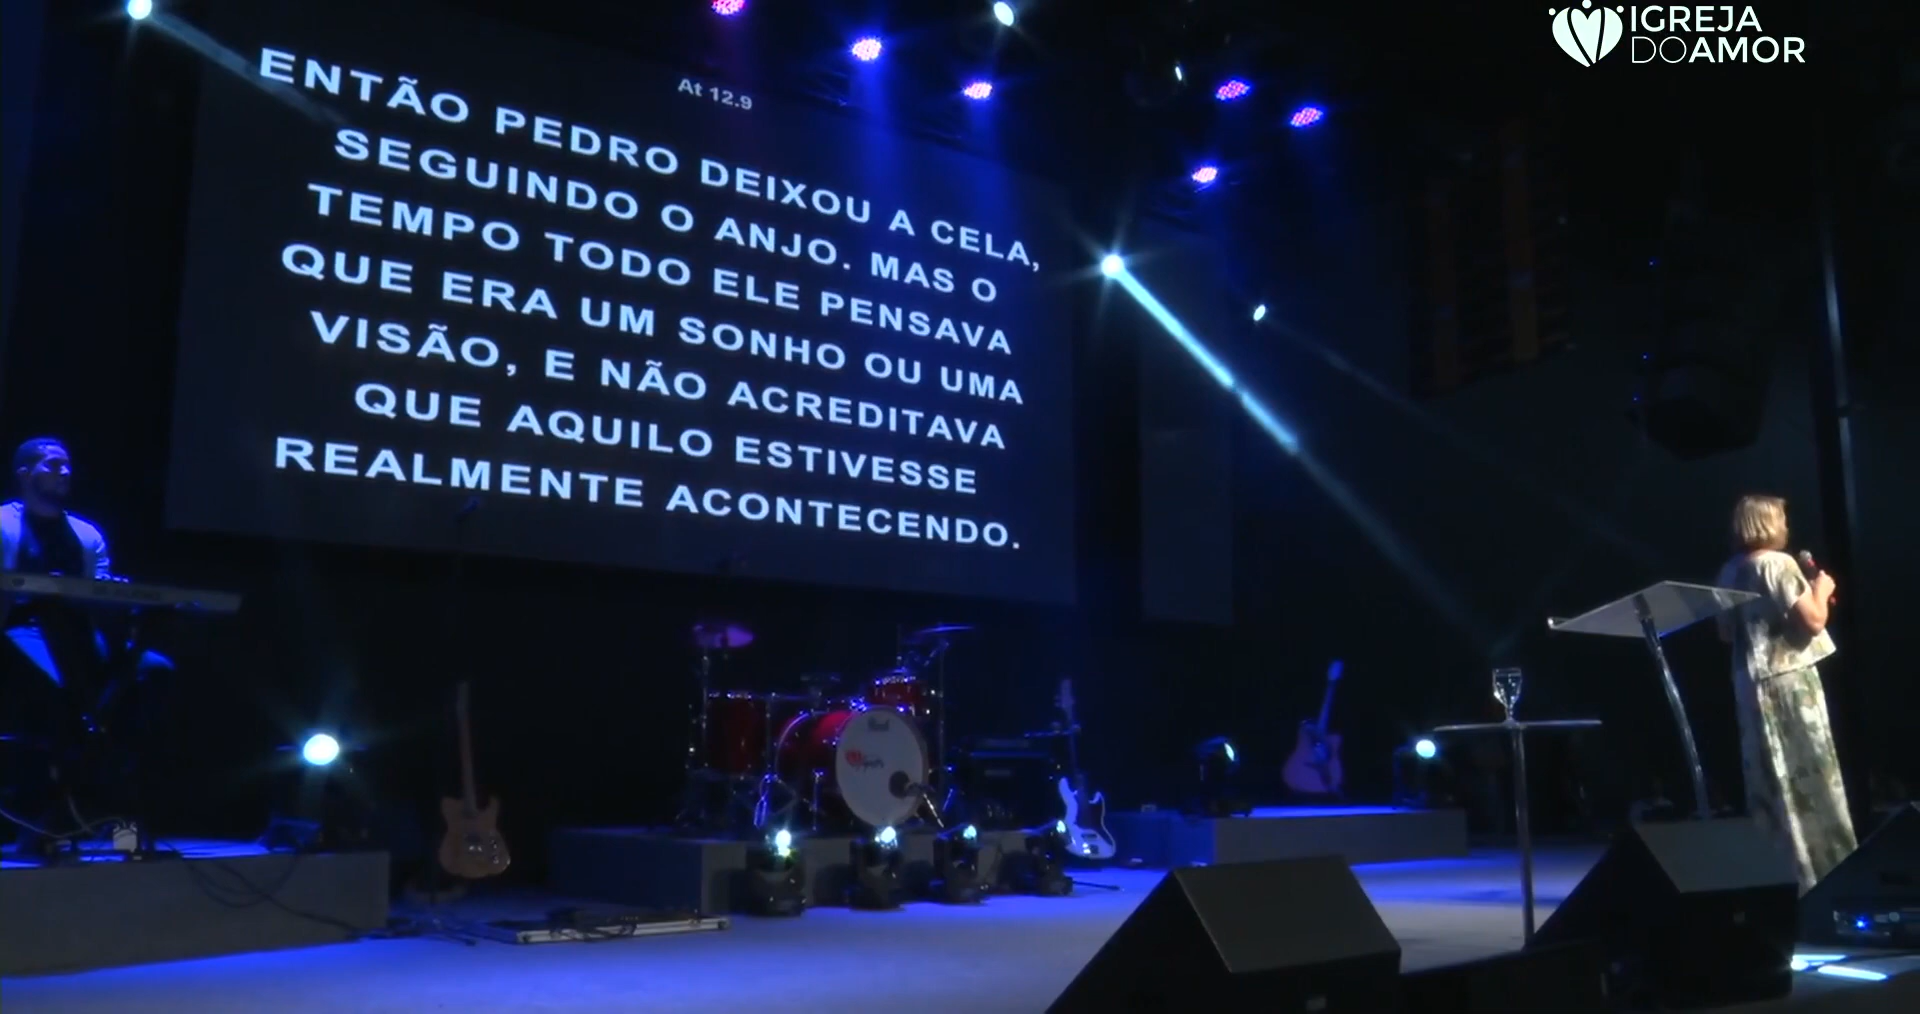 IGREJA
DOAMOR
At 12.9
ENTÃO PEDRO DEIXOU A CELA,
SEGUINDO O ANJO. MAS O
TEMPO TODO ELE PENSAVA
QUE ERA UM SONHO OU UMA
VISÃO, E NÃO ACREDITAVA
QUE AQUILO ESTIVESSE
REALMENTE ACONTECENDO.